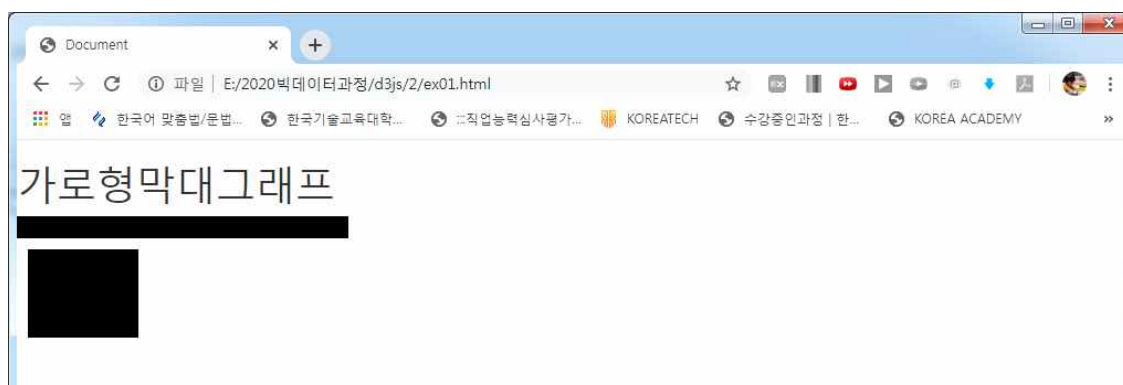 Document
파일 E:/2020빅데이터과정/d3js/2/ex01.html
앱 한국어 맞춤법/문법... 한국기술교육대학... :::직업능력심사평가... KOREATECH 수강중인과정 | 한... KOREA ACADEMY »
가로형막대그래프